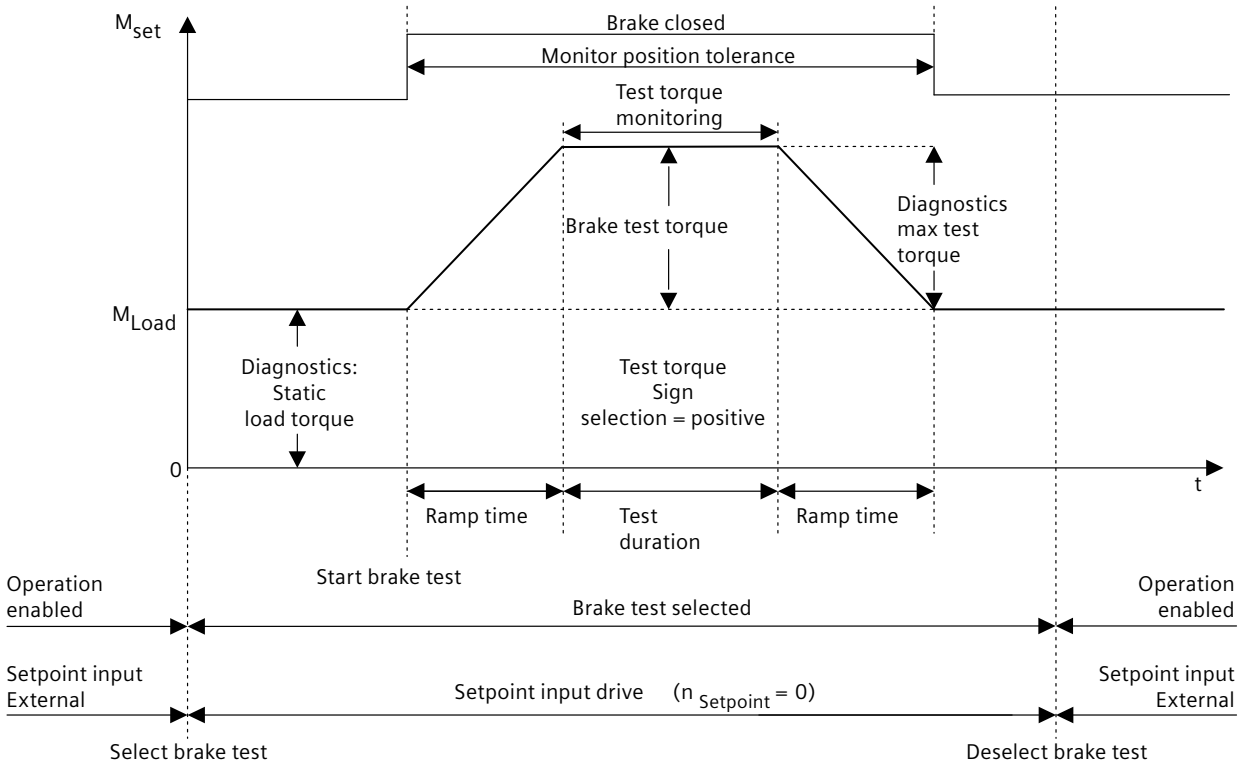 M set
Brake closed
Monitor position tolerance
Test torque
monitoring
Brake test torque
Diagnostics
max test
torque
M Load
Diagnostics:
Static
load torque
Test torque
Sign
selection = positive
0
t
Ramp time
Test
duration
Ramp time
Start brake test
Operation
enabled
Brake test selected
Operation
enabled
Setpoint input
External
Setpoint input drive (n Setpoint = 0)
Setpoint input
External
Select brake test
Deselect brake test